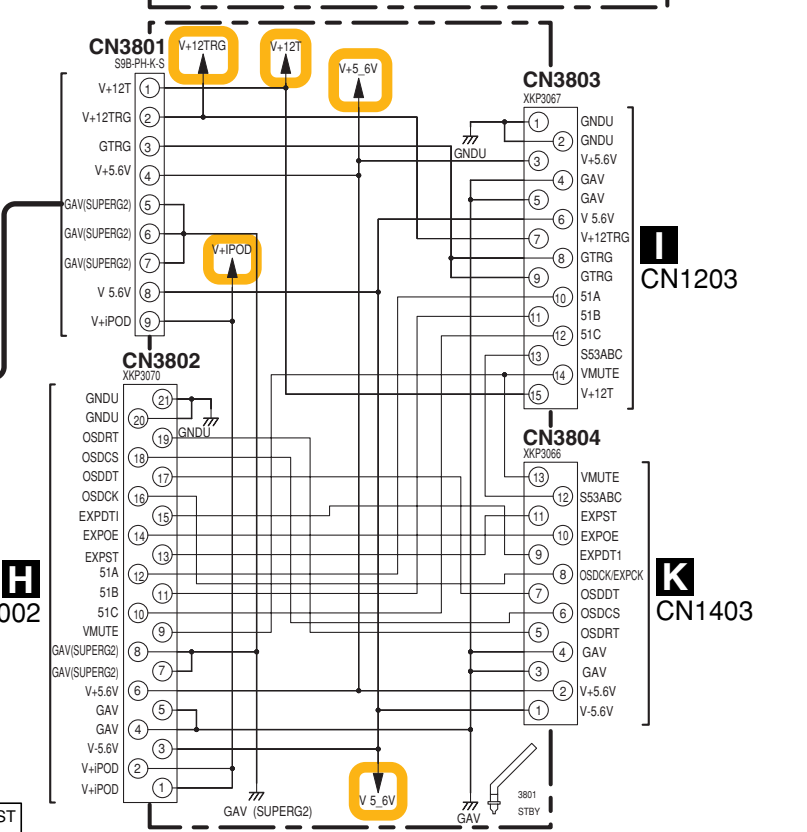 CN3801
S9B-PH-K-S
V+12TRG
V+12T
V+5_6V
V+12T 1
V+12TRG 2
GTRG 3
V+5.6V 4
GAV(SUPERG2) 5
GAV(SUPERG2) 6
GAV(SUPERG2) 7
V 5.6V 8
V+iPOD 9
V+IPOD
CN3803
XKP3067
1 GNDU
2 GNDU
GNDU
3 V+5.6V
4 GAV
5 GAV
6 V 5.6V
7 V+12TRG
8 GTRG
9 GTRG
10 51A
11 51B
12 51C
13 S53ABC
14 VMUTE
15 V+12T
I
CN1203
CN3802
XKP3070
GNDU 21
GNDU 20
GNDU
OSDRT 19
OSDCS 18
OSDDT 17
OSDCK 16
EXPDTI 15
EXPOE 14
EXPST 13
51A 12
51B 11
51C 10
VMUTE 9
GAV(SUPERG2) 8
GAV(SUPERG2) 7
V+5.6V 6
GAV 5
GAV 4
V-5.6V 3
V+iPOD 2
V+iPOD 1
H
002
CN3804
XKP3066
13 VMUTE
12 S53ABC
11 EXPST
10 EXPOE
9 EXPDT1
8 OSDCK/EXPCK
7 OSDDT
6 OSDCS
5 OSDRT
4 GAV
3 GAV
2 V+5.6V
1 V-5.6V
K
CN1403
GAV (SUPERG2)
V 5_6V
GAV
3801
STBY
ST